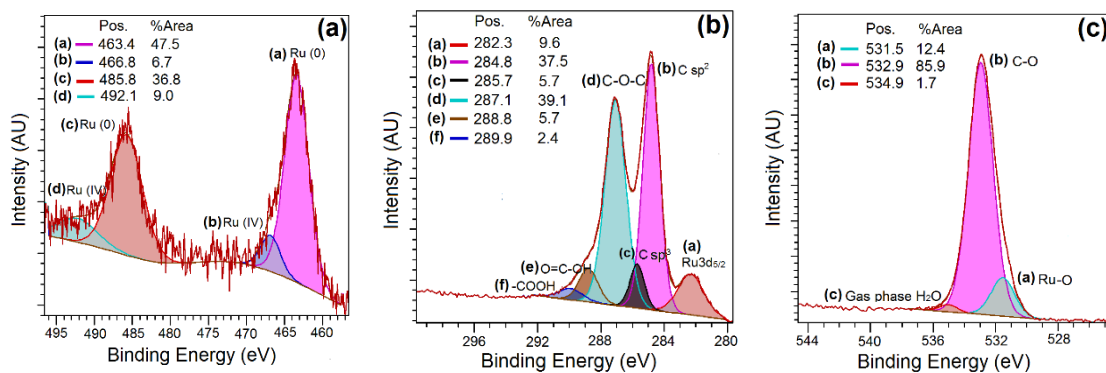 (a)
Pos. %Area
(a) 463.4 47.5
(b) 466.8 6.7
(c) 485.8 36.8
(d) 492.1 9.0
(a) Ru (0)
(c) Ru (0)
(d) Ru (IV)
(b) Ru (IV)
Intensity (AU)
495 490 485 480 475 470 465 460
Binding Energy (eV)
(b)
Pos. %Area
(a) 282.3 9.6
(b) 284.8 37.5
(c) 285.7 5.7
(d) 287.1 39.1
(e) 288.8 5.7
(f) 289.9 2.4
(d) C-O-C
(b) C sp²
(e) O=C-OH
(f) -COOH
(c) C sp³
(a)
Ru3d5/2
Intensity (AU)
296 292 288 284 280
Binding Energy (eV)
(c)
Pos. %Area
(a) 531.5 12.4
(b) 532.9 85.9
(c) 534.9 1.7
(b) C-O
(a) Ru-O
(c) Gas phase H₂O
Intensity (AU)
544 540 536 532 528
Binding Energy (eV)